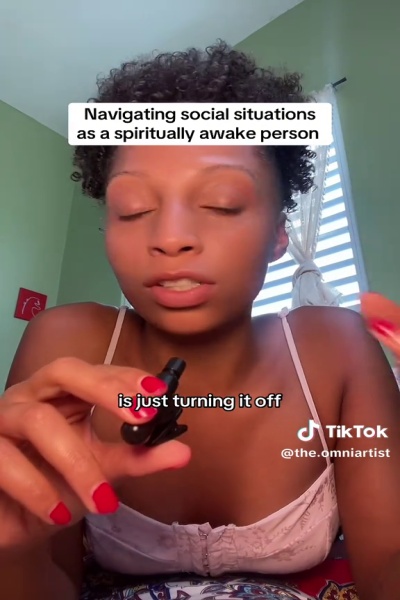 Navigating social situations
as a spiritually awake person
is just turning it off
TikTok
@the.omniartist